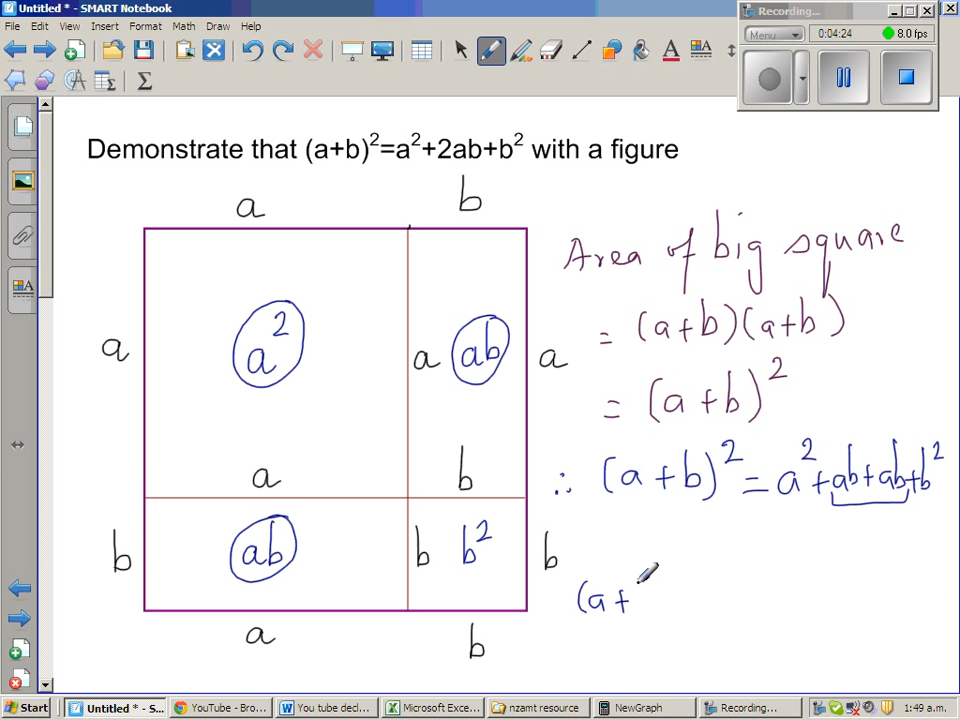 Untitled * - SMART Notebook
File Edit View Insert Format Math Draw Help
Recording...
Menu 00:04:24 8.0 fps
Demonstrate that (a+b)²=a²+2ab+b² with a figure
a b
Area of big square
= (a+b)(a+b)
= (a+b)²
a a² a ab a
∴ (a+b)² = a²+ab+ab+b²
a b
b ab b b² b
(a+
a b
Start Untitled * - SMART ... YouTube - Bro... You tube decl... Microsoft Exce... nzamt resource NewGraph Recording... 1:49 a.m.